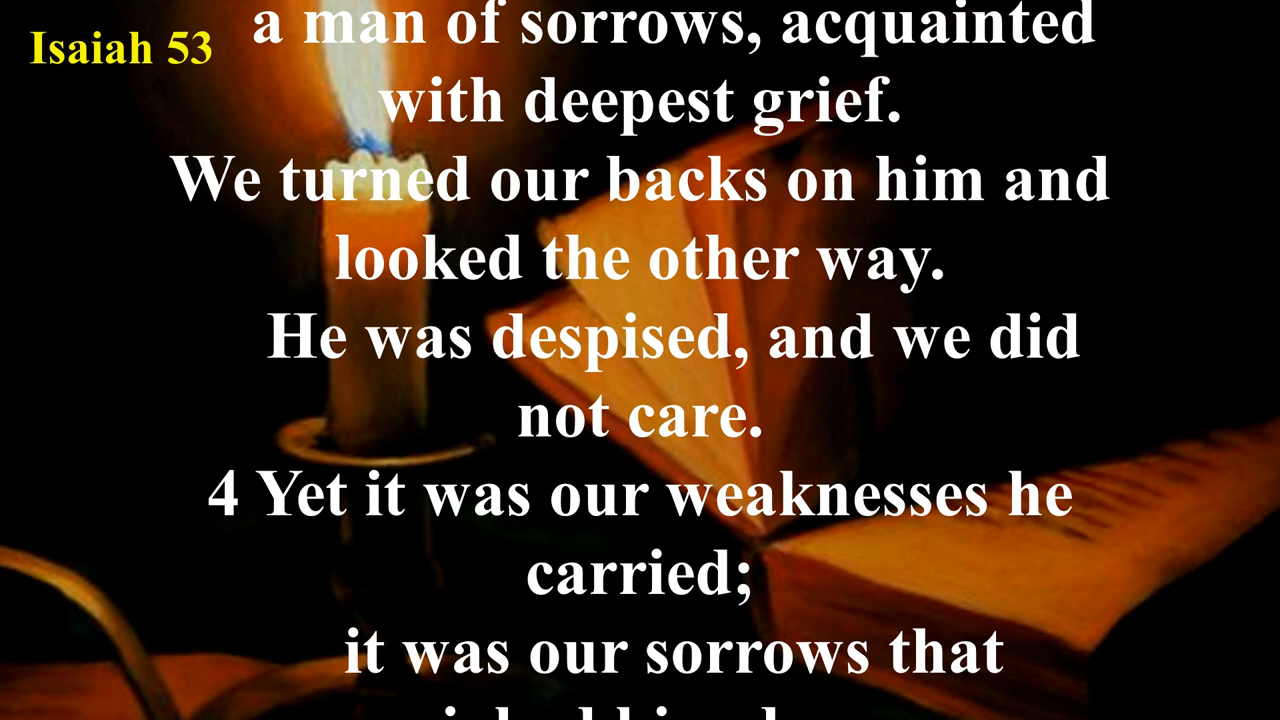 Isaiah 53
a man of sorrows, acquainted
with deepest grief.
We turned our backs on him and
looked the other way.
He was despised, and we did
not care.
4 Yet it was our weaknesses he
carried;
it was our sorrows that